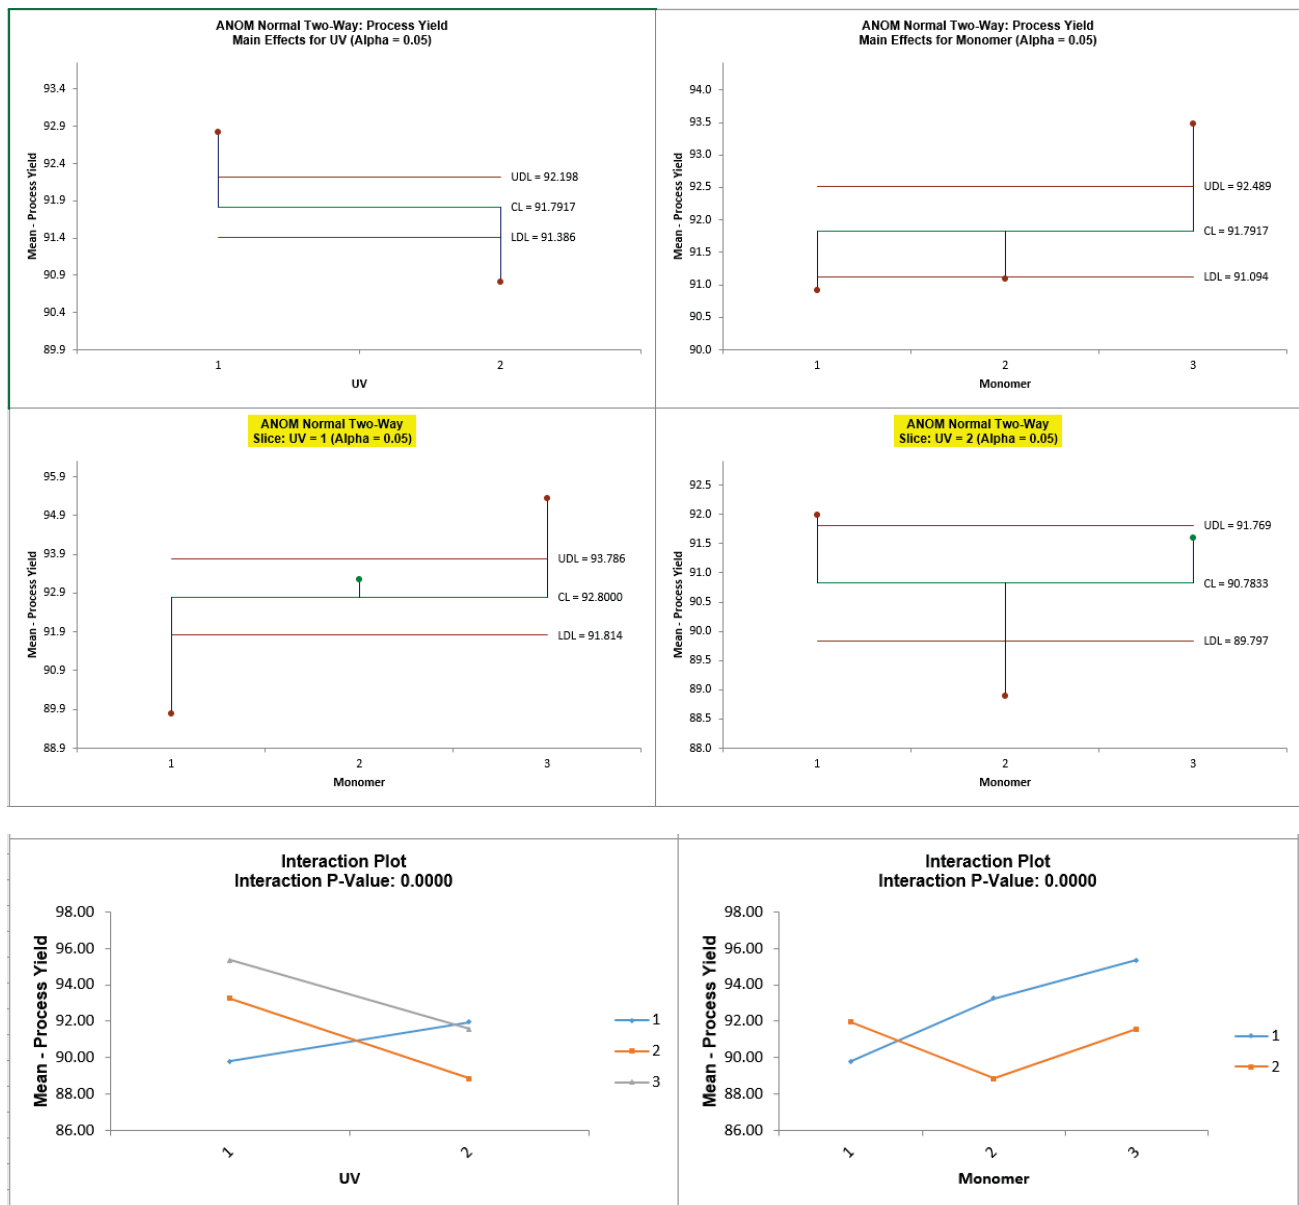 ANOM Normal Two-Way: Process Yield
Main Effects for UV (Alpha = 0.05)
Mean - Process Yield
93.4
92.9
92.4
91.9
91.4
90.9
90.4
89.9
UDL = 92.198
CL = 91.7917
LDL = 91.386
1
2
UV
ANOM Normal Two-Way: Process Yield
Main Effects for Monomer (Alpha = 0.05)
Mean - Process Yield
94.0
93.5
93.0
92.5
92.0
91.5
91.0
90.5
90.0
UDL = 92.489
CL = 91.7917
LDL = 91.094
1
2
3
Monomer
ANOM Normal Two-Way
Slice: UV = 1 (Alpha = 0.05)
Mean - Process Yield
95.9
94.9
93.9
92.9
91.9
90.9
89.9
88.9
UDL = 93.786
CL = 92.8000
LDL = 91.814
1
2
3
Monomer
ANOM Normal Two-Way
Slice: UV = 2 (Alpha = 0.05)
Mean - Process Yield
92.5
92.0
91.5
91.0
90.5
90.0
89.5
89.0
88.5
88.0
UDL = 91.769
CL = 90.7833
LDL = 89.797
1
2
3
Monomer
Interaction Plot
Interaction P-Value: 0.0000
Mean - Process Yield
98.00
96.00
94.00
92.00
90.00
88.00
86.00
1
2
UV
1
2
3
Interaction Plot
Interaction P-Value: 0.0000
Mean - Process Yield
98.00
96.00
94.00
92.00
90.00
88.00
86.00
1
2
3
Monomer
1
2